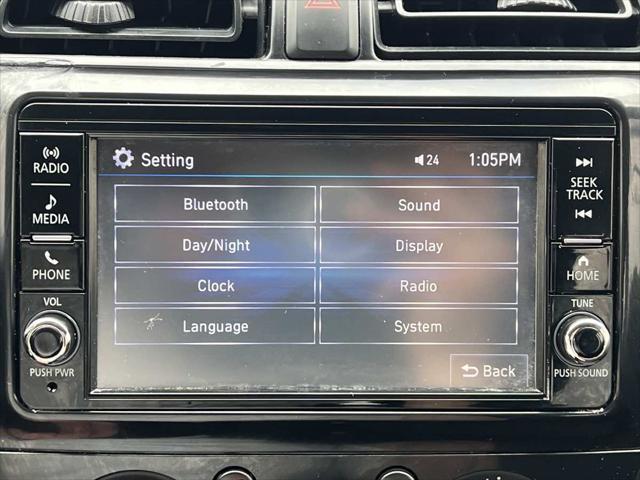 RADIO
MEDIA
PHONE
VOL
PUSH PWR
Setting 24 1:05PM
Bluetooth Sound
Day/Night Display
Clock Radio
Language System
Back
SEEK
TRACK
HOME
TUNE
PUSH SOUND